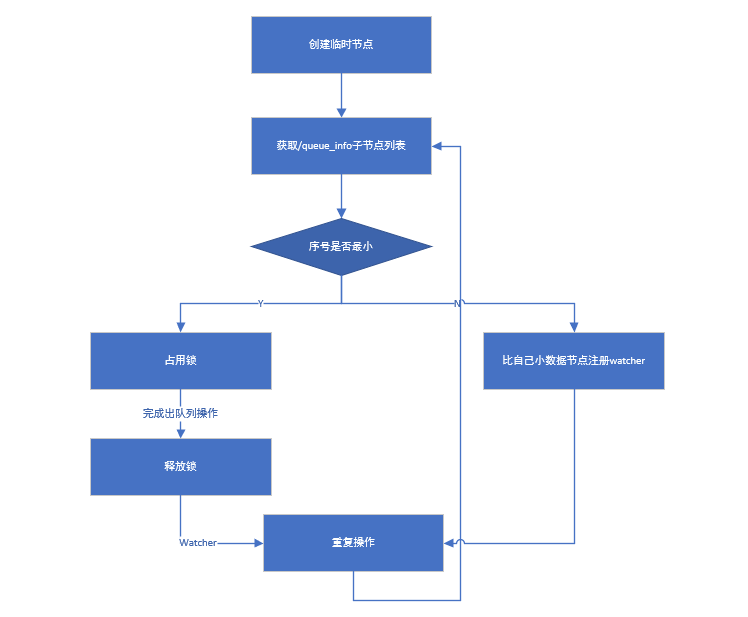 创建临时节点
获取/queue_info子节点列表
序号是否最小
Y
N
占用锁
比自己小数据节点注册watcher
完成出队列操作
释放锁
Watcher
重复操作